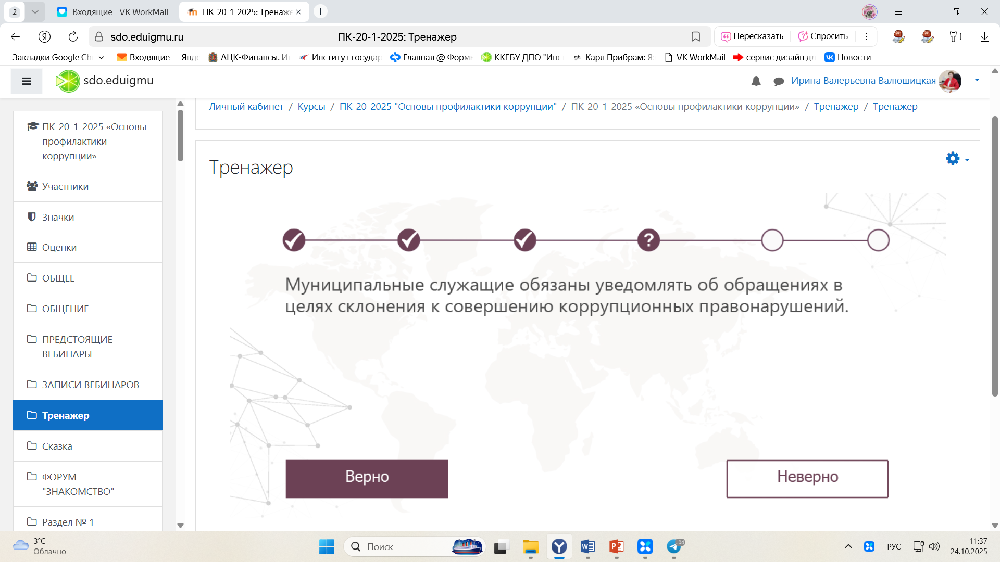 2
Входящие - VK WorkMail
ПК-20-1-2025: Тренаже
sdo.eduigmu.ru
ПК-20-1-2025: Тренажер
Пересказать
Спросить
Закладки Google Ch
Входящие — Янде
АЦК-Финансы. Ин
Институт государ
Главная @ Формы
ККГБУ ДПО "Инст
gt Карл Прибрам: Яз
VK WorkMail
сервис дизайн дл
Новости
sdo.eduigmu
Ирина Валерьевна Валюшицкая
Личный кабинет / Курсы / ПК-20-2025 "Основы профилактики коррупции" / ПК-20-1-2025 «Основы профилактики коррупции» / Тренажер / Тренажер
ПК-20-1-2025 «Основы
профилактики
коррупции»
Участники
Значки
Оценки
ОБЩЕЕ
ОБЩЕНИЕ
ПРЕДСТОЯЩИЕ
ВЕБИНАРЫ
ЗАПИСИ ВЕБИНАРОВ
Тренажер
Сказка
ФОРУМ
"ЗНАКОМСТВО"
Раздел № 1
Тренажер
?
Муниципальные служащие обязаны уведомлять об обращениях в
целях склонения к совершению коррупционных правонарушений.
Верно
Неверно
3°C
Облачно
Поиск
РУС
11:37
24.10.2025